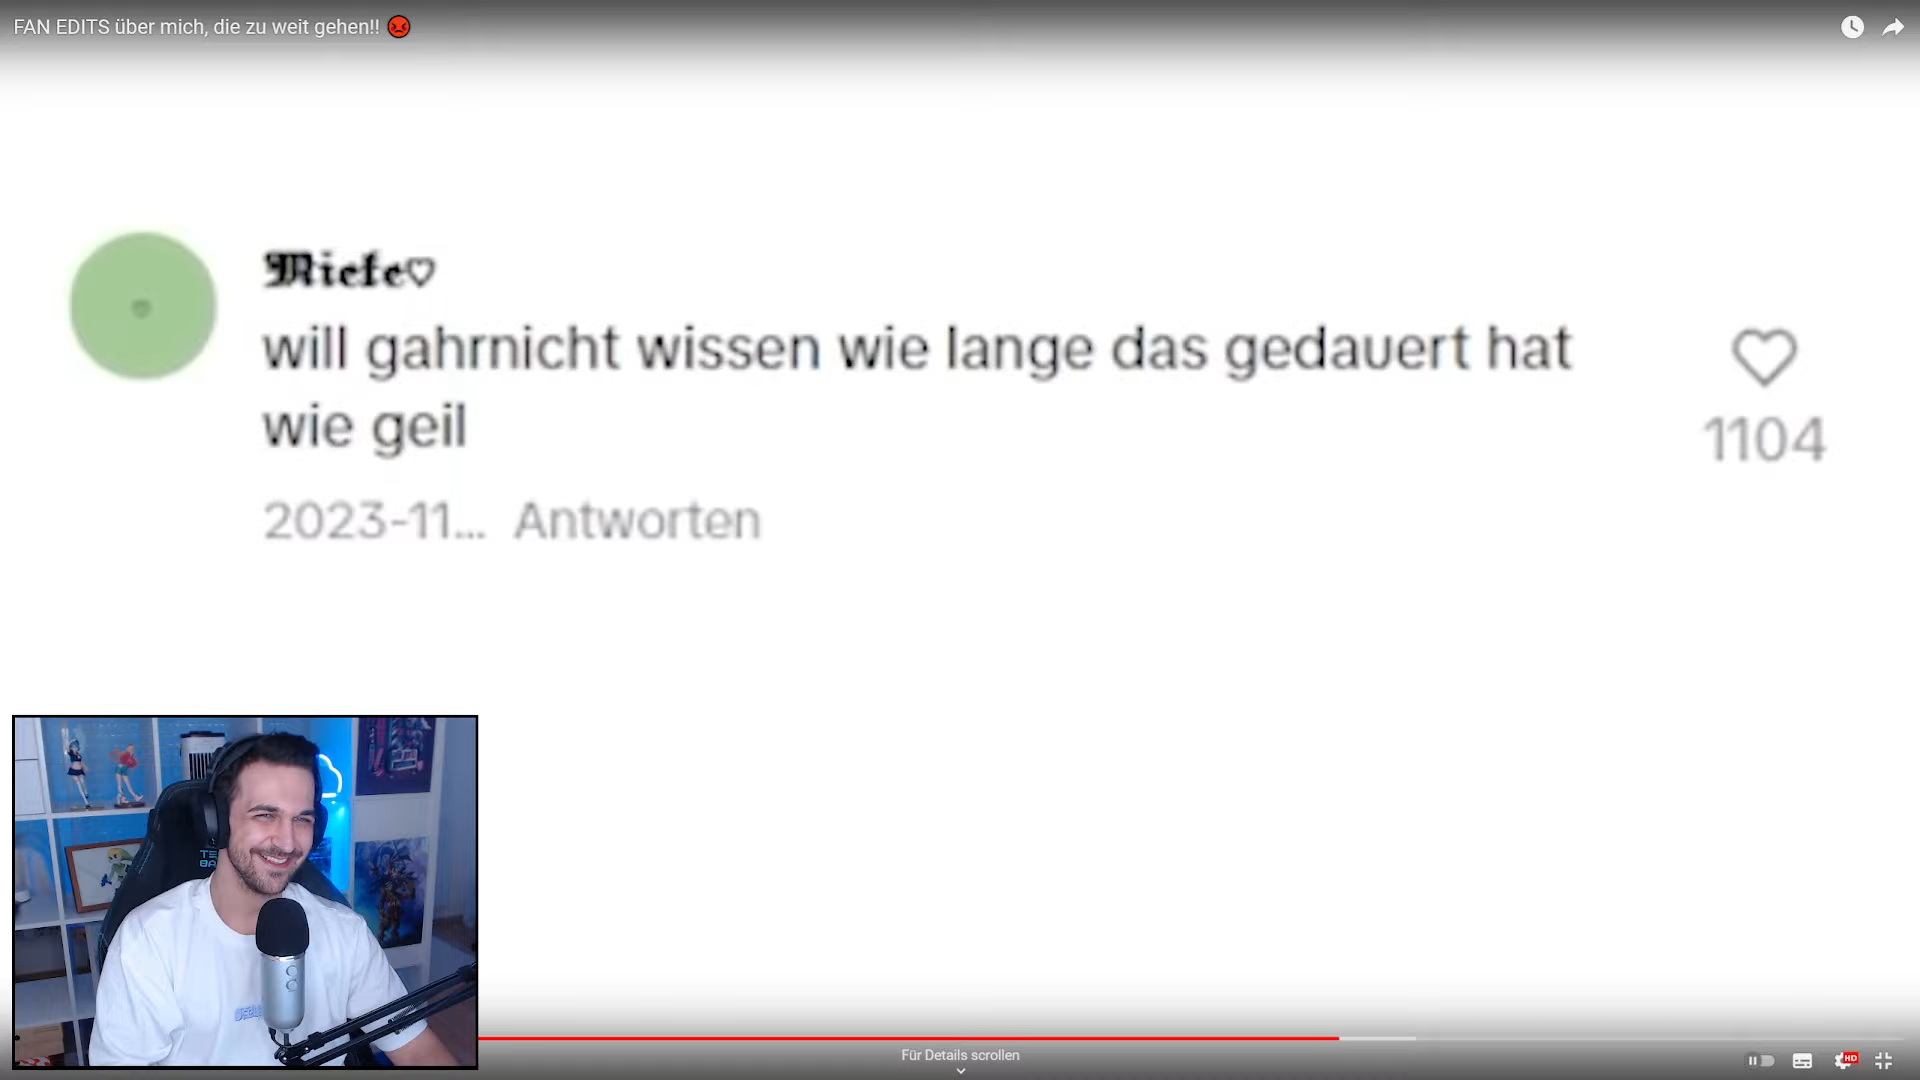 FAN EDITS über mich, die zu weit gehen!! 😡
will gahrnicht wissen wie lange das gedauert hat
wie geil
1104
2023-11... Antworten
Für Details scrollen
HD